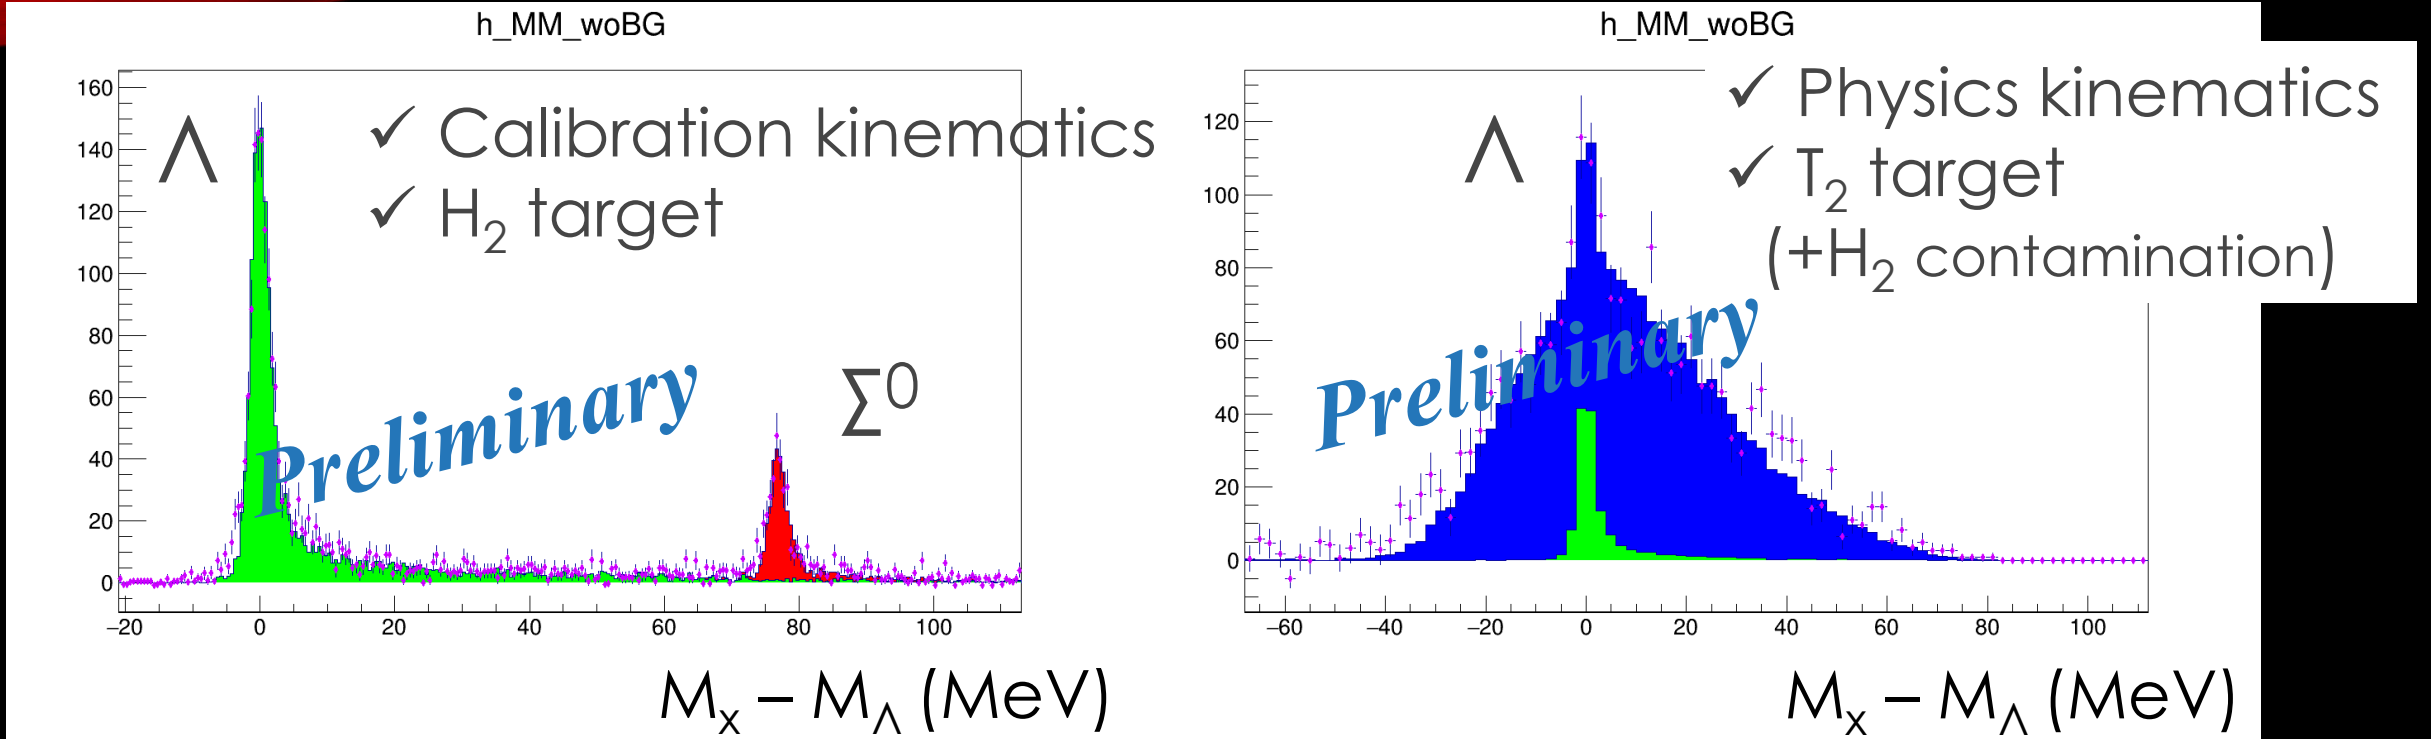 h_MM_woBG
160
140
120
100
80
60
40
20
0
−20 0 20 40 60 80 100
Λ
✓ Calibration kinematics
✓ H₂ target
Σ⁰
Preliminary
Mₓ – M_Λ (MeV)
h_MM_woBG
120
100
80
60
40
20
0
−60 −40 −20 0 20 40 60 80 100
Λ
✓ Physics kinematics
✓ T₂ target
(+H₂ contamination)
Preliminary
Mₓ – M_Λ (MeV)